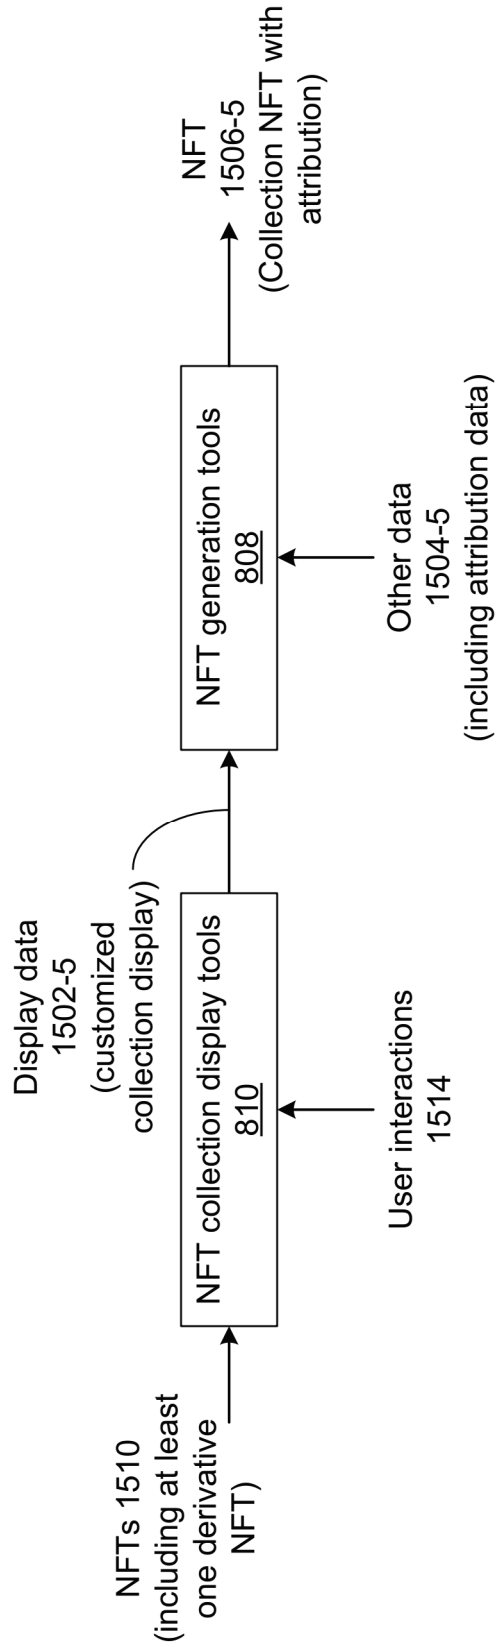 NFTs 1510
(including at least
one derivative
NFT)
NFT collection display tools
810
User interactions
1514
Display data
1502-5
(customized
collection display)
NFT generation tools
808
Other data
1504-5
(including attribution data)
NFT
1506-5
(Collection NFT with
attribution)